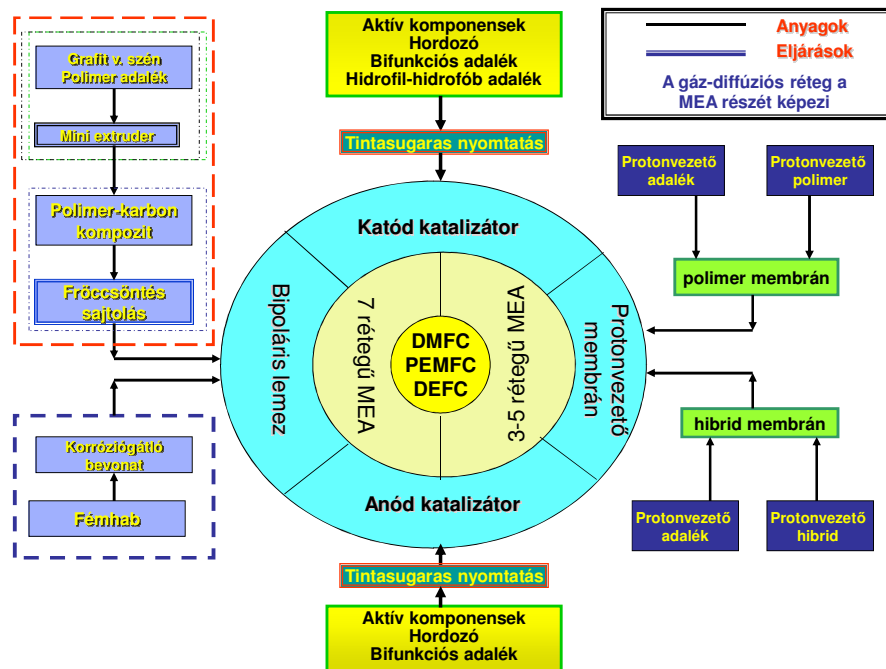 Grafit v. szén
Polimer adalék
Mini extruder
Polimer-karbon
kompozit
Fröccsöntés
sajtolás
Korróziógátló
bevonat
Fémhab
Aktív komponensek
Hordozó
Bifunkciós adalék
Hidrofil-hidrofób adalék
Tintasugaras nyomtatás
Katód katalizátor
Bipoláris lemez
7 rétegű MEA
DMFC
PEMFC
DEFC
3-5 rétegű MEA
Protonvezető
membrán
Anód katalizátor
Tintasugaras nyomtatás
Aktív komponensek
Hordozó
Bifunkciós adalék
Anyagok
Eljárások
A gáz-diffúziós réteg a
MEA részét képezi
Protonvezető
adalék
Protonvezető
polimer
polimer membrán
hibrid membrán
Protonvezető
adalék
Protonvezető
hibrid